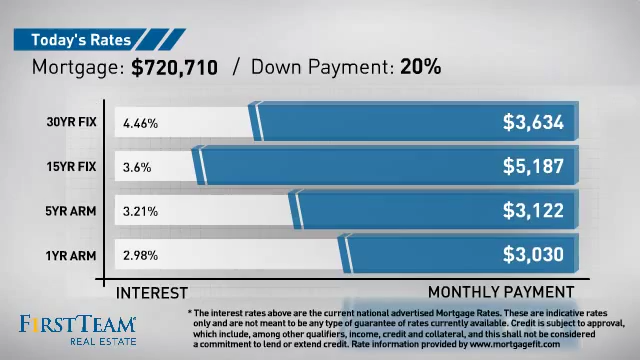 Today's Rates
Mortgage: $720,710 / Down Payment: 20%
30YR FIX 4.46% $3,634
15YR FIX 3.6% $5,187
5YR ARM 3.21% $3,122
1YR ARM 2.98% $3,030
INTEREST MONTHLY PAYMENT
* The interest rates above are the current national advertised Mortgage Rates. These are indicative rates
only and are not meant to be any type of guarantee of rates currently available. Credit is subject to approval,
which include, among other qualifiers, income, credit and collateral, and this shall not be considered
a commitment to lend or extend credit. Rate information provided by www.mortgagefit.com
FIRSTTEAM®
REAL ESTATE